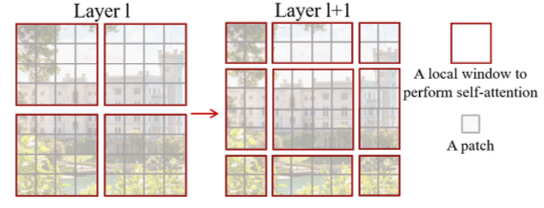 Layer l
Layer l+1
A local window to
perform self-attention
A patch